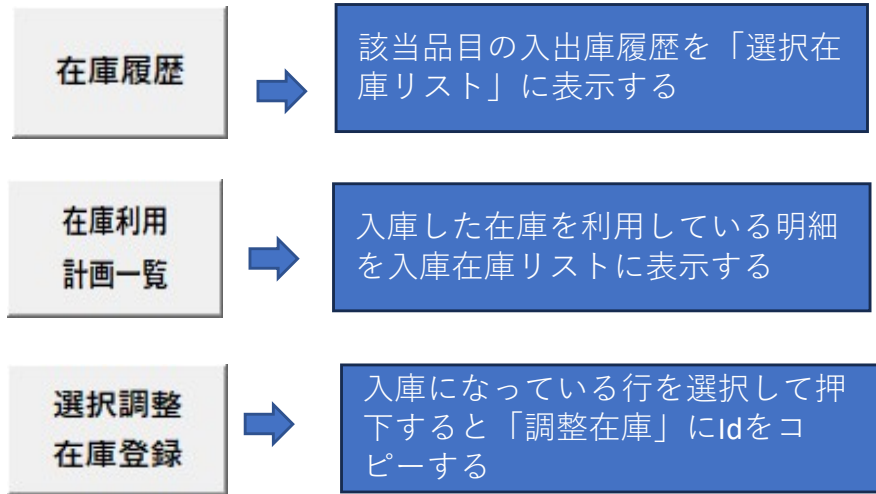 在庫履歴
該当品目の入出庫履歴を「選択在
庫リスト」に表示する
在庫利用
計画一覧
入庫した在庫を利用している明細
を入庫在庫リストに表示する
選択調整
在庫登録
入庫になっている行を選択して押
下すると「調整在庫」にIdをコ
ピーする